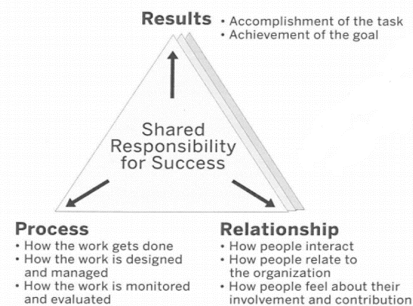 Results
• Accomplishment of the task
• Achievement of the goal
Shared
Responsibility
for Success
Process
• How the work gets done
• How the work is designed
and managed
• How the work is monitored
and evaluated
Relationship
• How people interact
• How people relate to
the organization
• How people feel about their
involvement and contribution